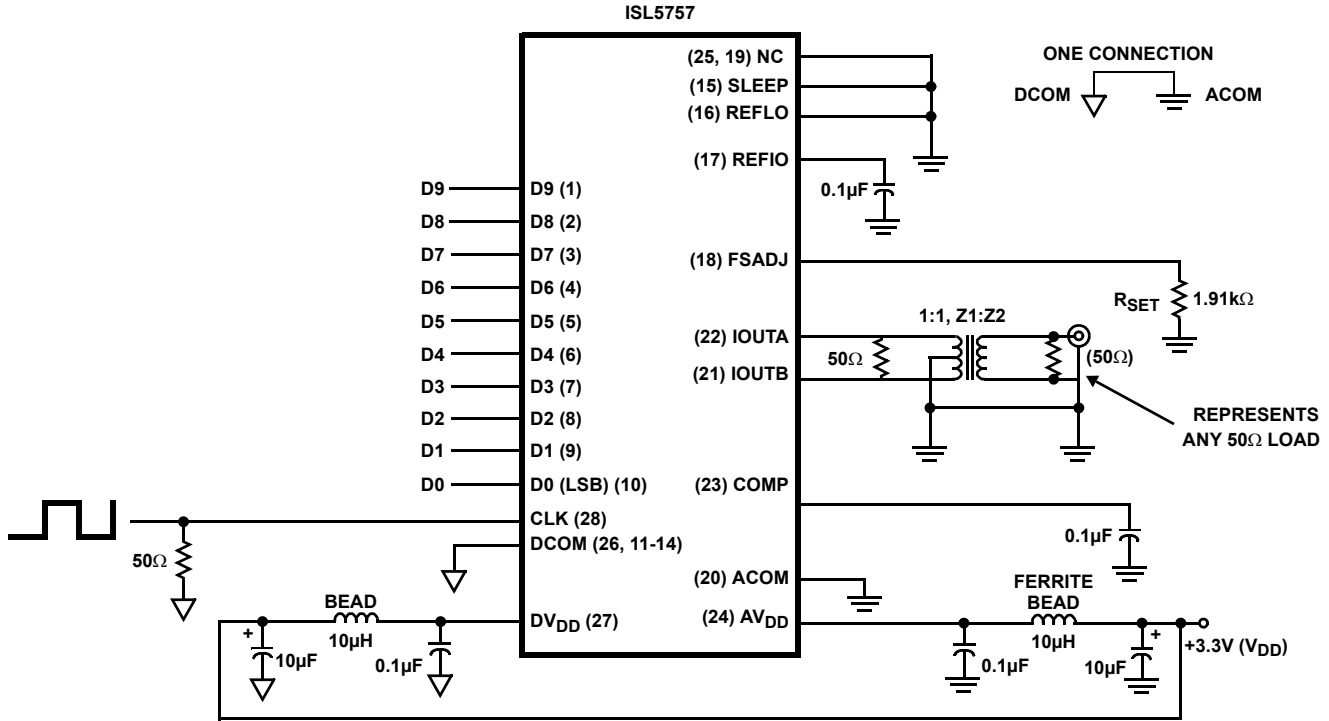 ISL5757
(25, 19) NC
(15) SLEEP
(16) REFLO
(17) REFIO
0.1µF
ONE CONNECTION
DCOM
ACOM
D9
D9 (1)
D8
D8 (2)
D7
D7 (3)
D6
D6 (4)
D5
D5 (5)
D4
D4 (6)
D3
D3 (7)
D2
D2 (8)
D1
D1 (9)
D0
D0 (LSB) (10)
CLK (28)
DCOM (26, 11-14)
50Ω
DVDD (27)
BEAD
10µH
+
10µF
0.1µF
(18) FSADJ
RSET
1.91kΩ
(22) IOUTA
(21) IOUTB
50Ω
1:1, Z1:Z2
(50Ω)
REPRESENTS
ANY 50Ω LOAD
(23) COMP
0.1µF
(20) ACOM
(24) AVDD
FERRITE
BEAD
10µH
0.1µF
10µF
+
+3.3V (VDD)